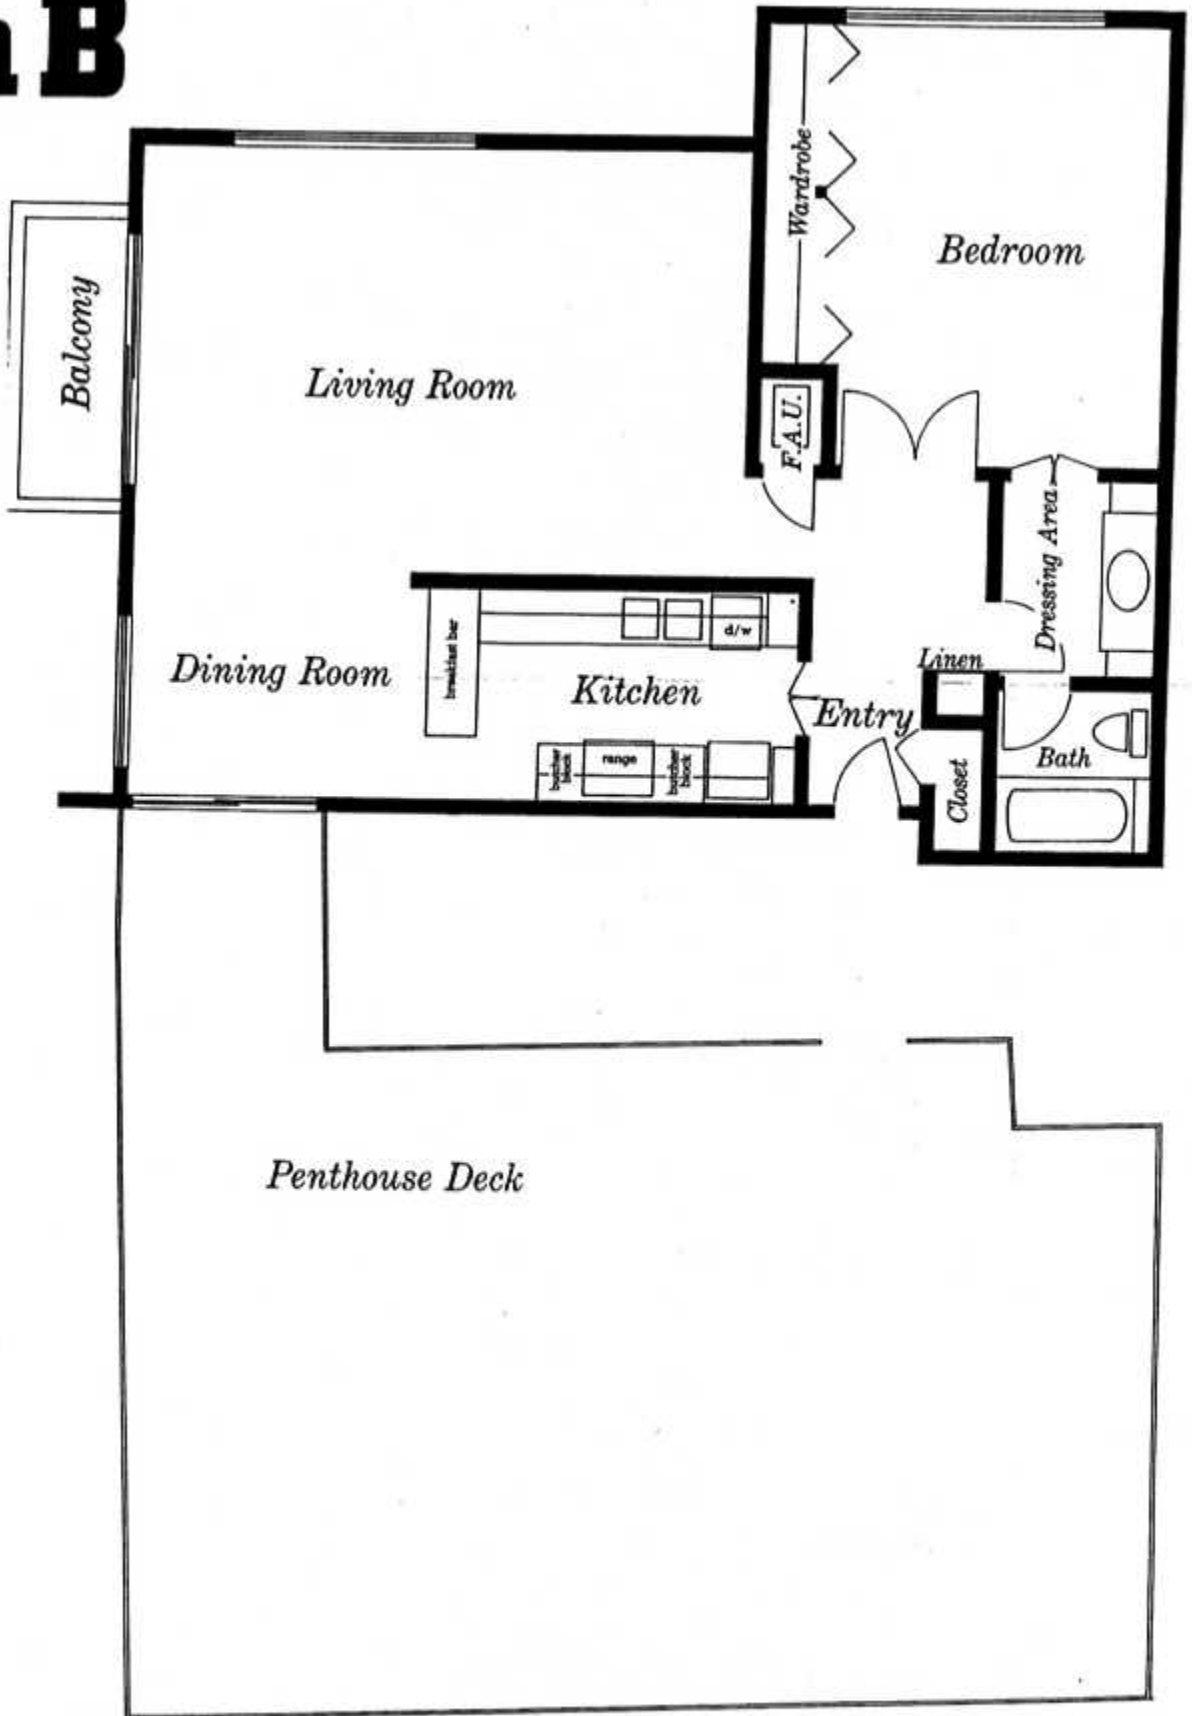 B
Wardrobe
Bedroom
Balcony
Living Room
F.A.U.
Dressing Area
breakfast bar
d/w
Linen
Dining Room
Kitchen
Entry
butcher
block
range
butcher
block
Closet
Bath
Penthouse Deck